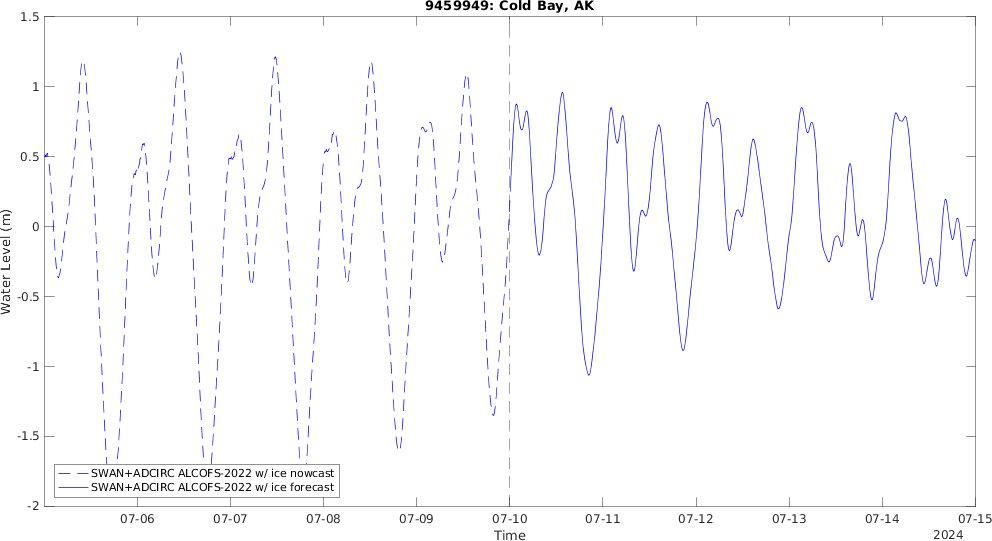 9459949: Cold Bay, AK
1.5
1
0.5
0
-0.5
-1
-1.5
-2
Water Level (m)
SWAN+ADCIRC ALCOFS-2022 w/ ice nowcast
SWAN+ADCIRC ALCOFS-2022 w/ ice forecast
07-06 07-07 07-08 07-09 07-10 07-11 07-12 07-13 07-14 07-15
Time
2024